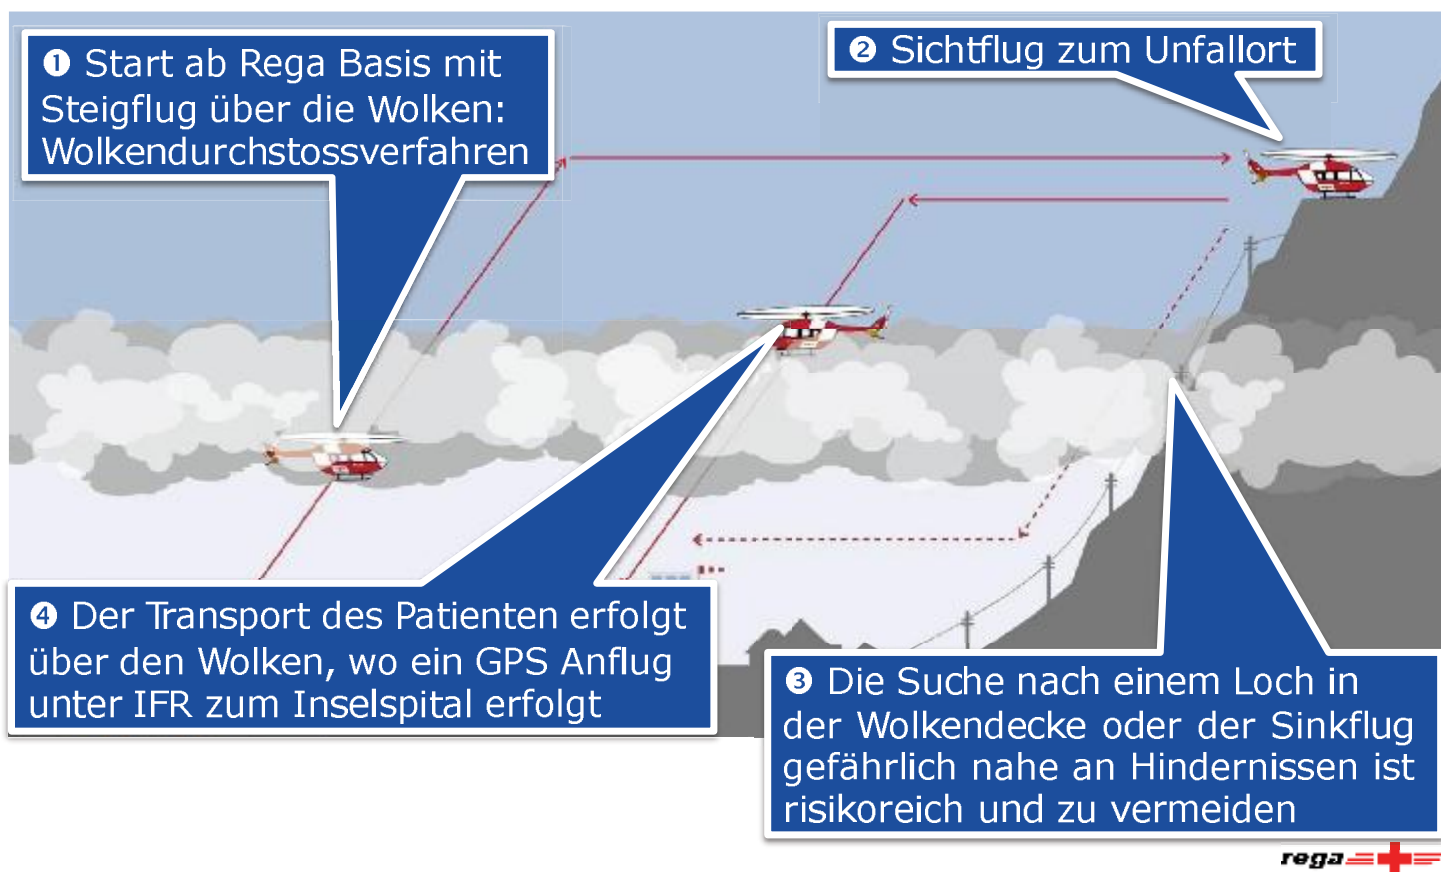 ❶ Start ab Rega Basis mit
Steigflug über die Wolken:
Wolkendurchstossverfahren
❷ Sichtflug zum Unfallort
❹ Der Transport des Patienten erfolgt
über den Wolken, wo ein GPS Anflug
unter IFR zum Inselspital erfolgt
❸ Die Suche nach einem Loch in
der Wolkendecke oder der Sinkflug
gefährlich nahe an Hindernissen ist
risikoreich und zu vermeiden
rega